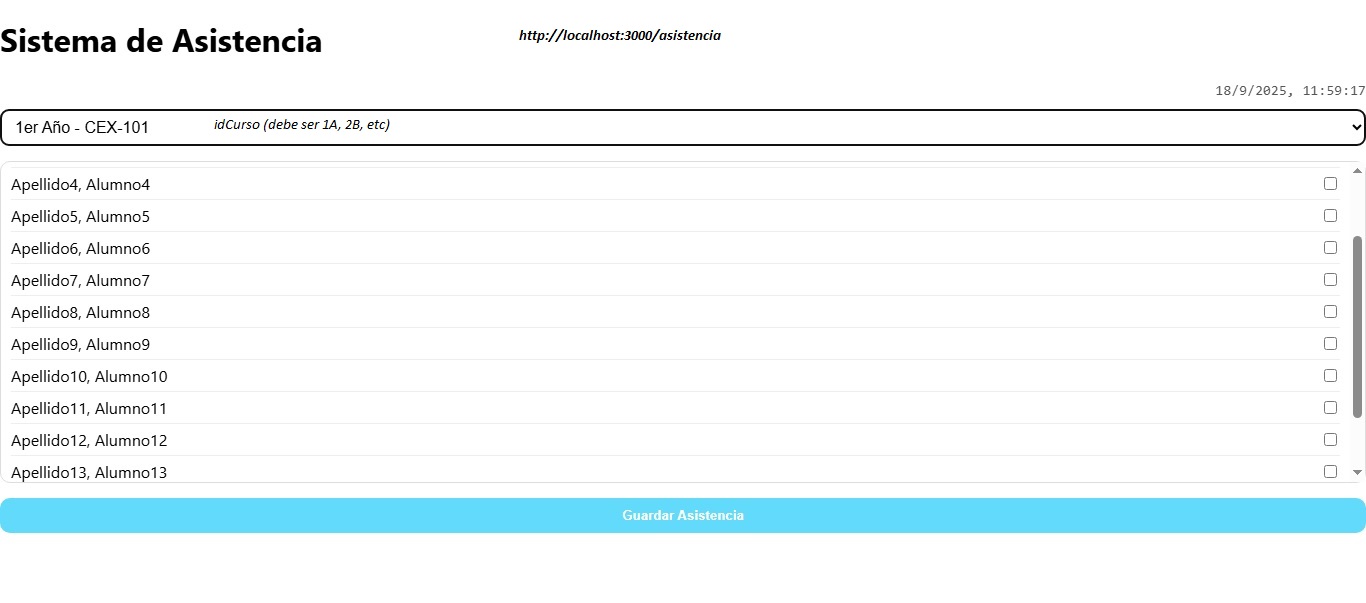 Sistema de Asistencia
http://localhost:3000/asistencia
18/9/2025, 11:59:17
1er Año - CEX-101
idCurso (debe ser 1A, 2B, etc)
Apellido4, Alumno4
Apellido5, Alumno5
Apellido6, Alumno6
Apellido7, Alumno7
Apellido8, Alumno8
Apellido9, Alumno9
Apellido10, Alumno10
Apellido11, Alumno11
Apellido12, Alumno12
Apellido13, Alumno13
Guardar Asistencia